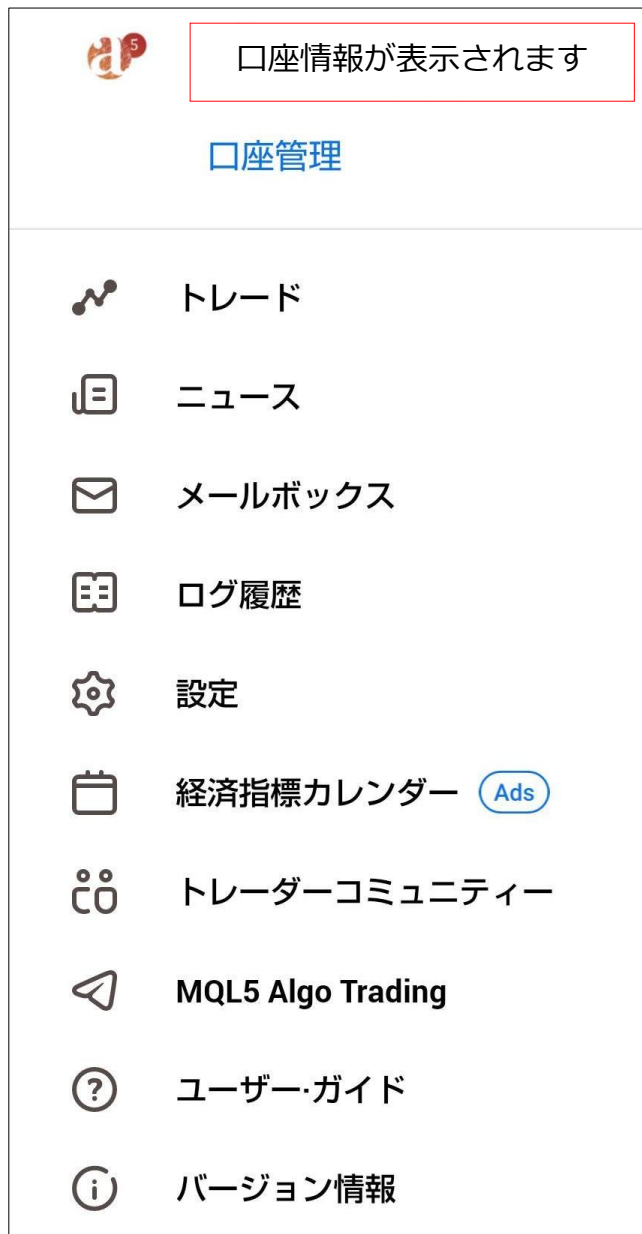 5
口座情報が表示されます
口座管理
トレード
ニュース
メールボックス
ログ履歴
設定
経済指標カレンダー Ads
トレーダーコミュニティー
MQL5 Algo Trading
ユーザー·ガイド
バージョン情報